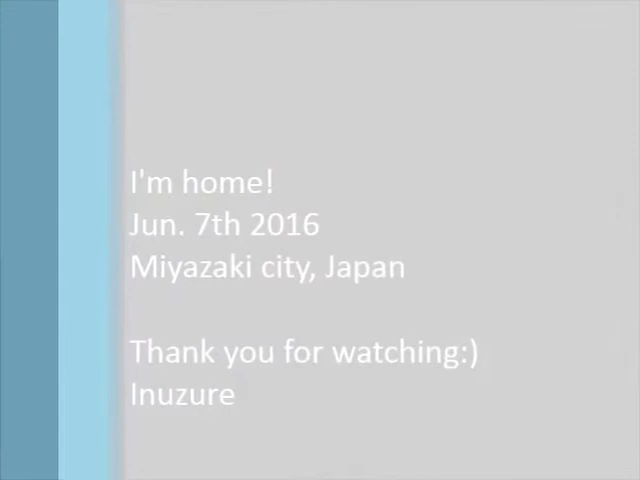 I'm home!
Jun. 7th 2016
Miyazaki city, Japan
Thank you for watching:)
Inuzure